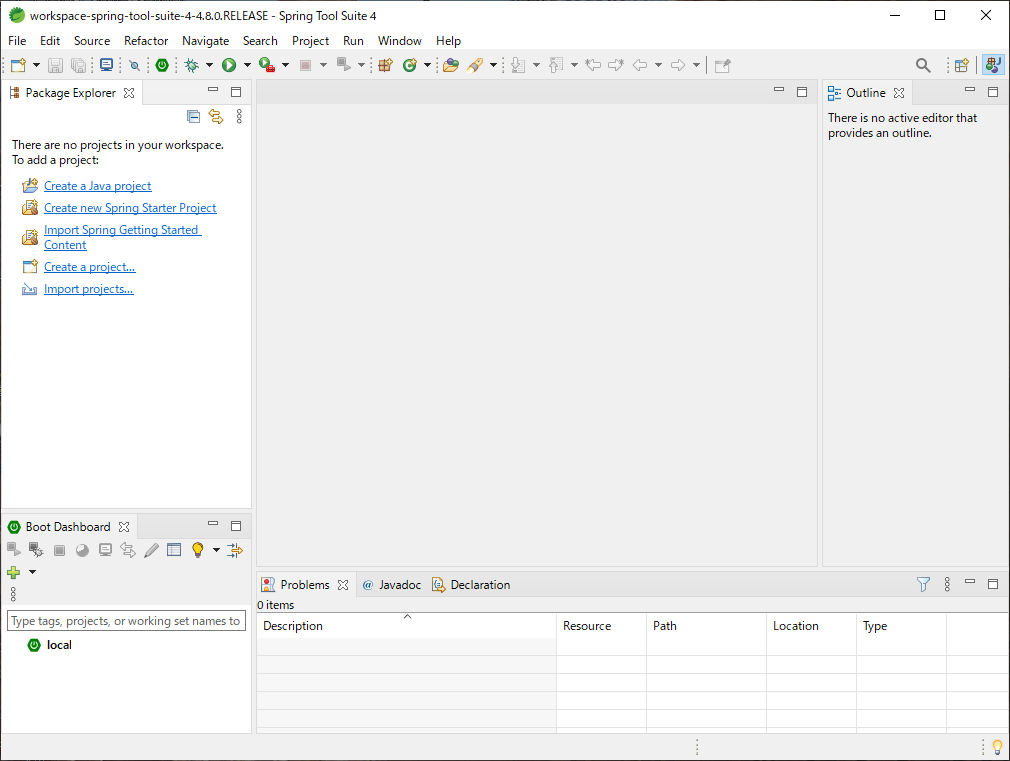 workspace-spring-tool-suite-4-4.8.0.RELEASE - Spring Tool Suite 4
File Edit Source Refactor Navigate Search Project Run Window Help
Package Explorer
There are no projects in your workspace.
To add a project:
Create a Java project
Create new Spring Starter Project
Import Spring Getting Started
Content
Create a project...
Import projects...
Outline
There is no active editor that
provides an outline.
Boot Dashboard
Type tags, projects, or working set names to
local
Problems @ Javadoc Declaration
0 items
Description Resource Path Location Type